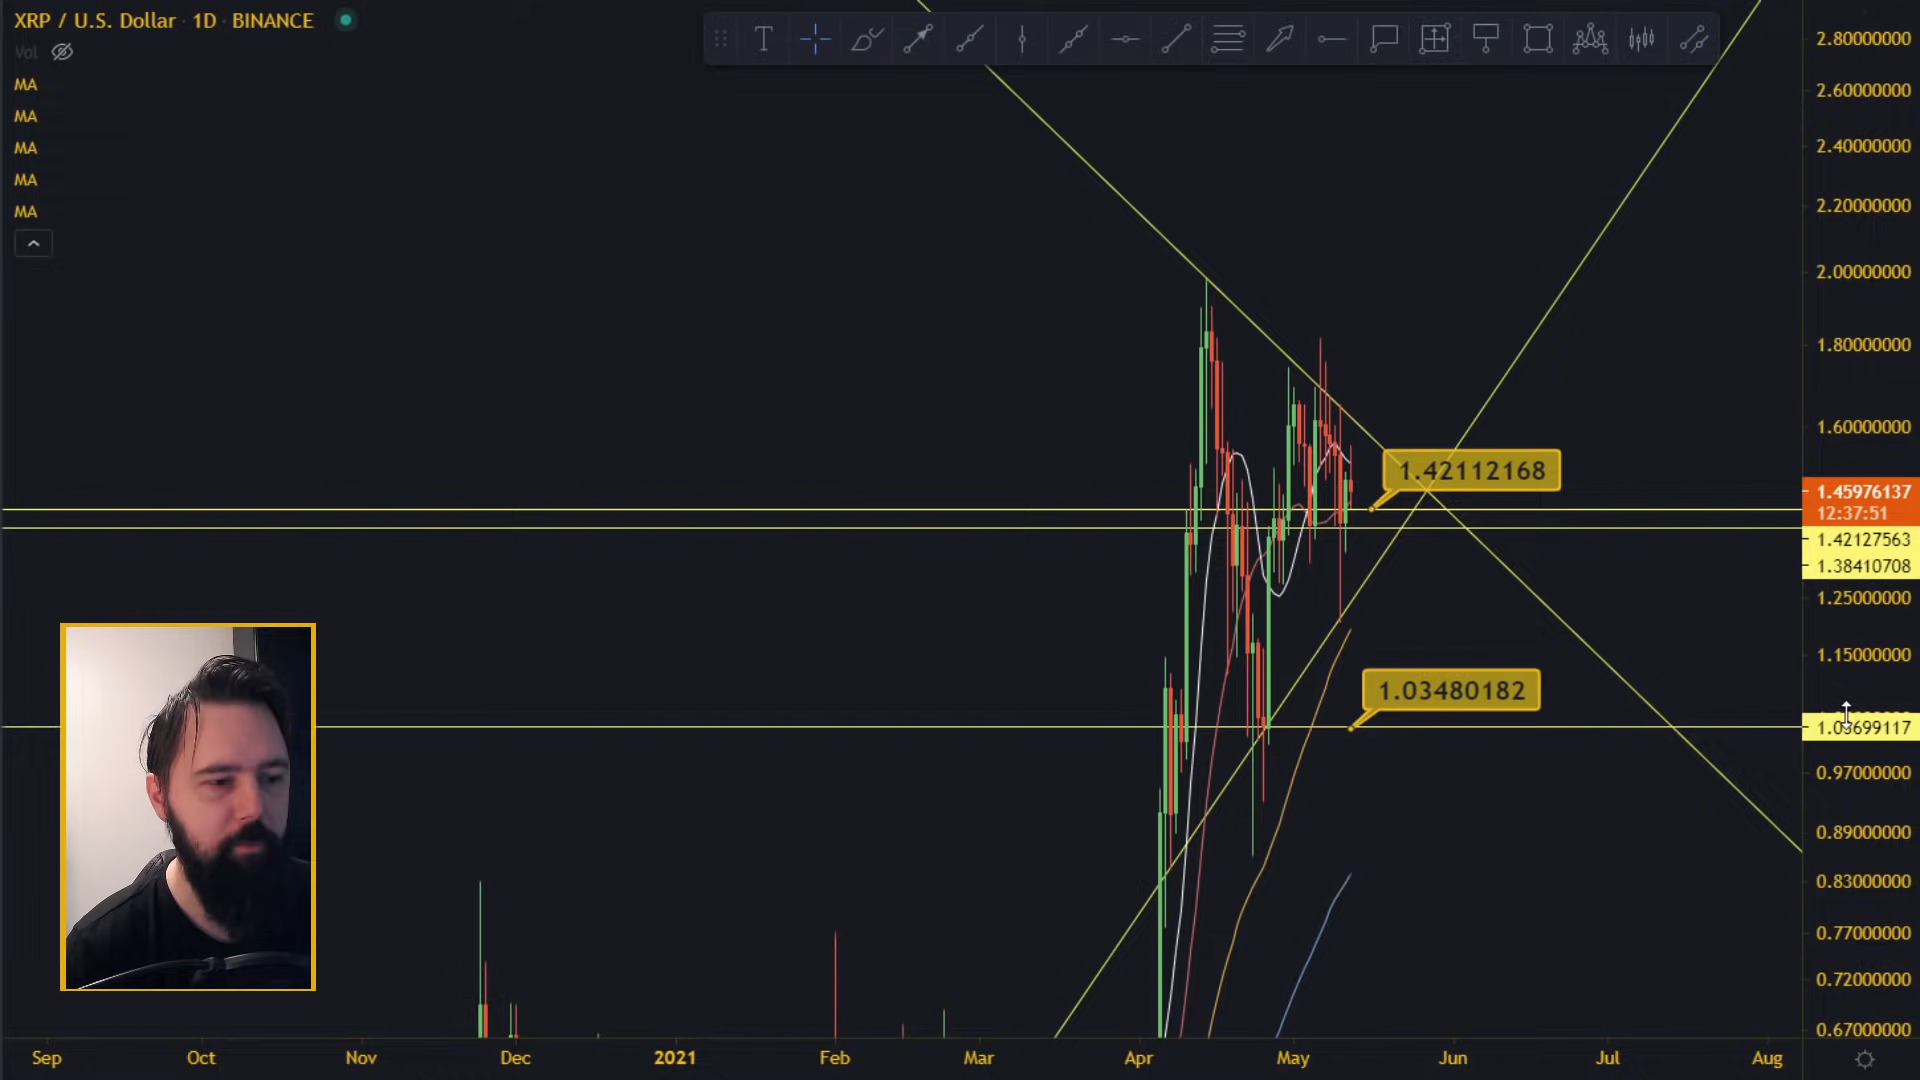 XRP / U.S. Dollar · 1D · BINANCE
Vol
MA
MA
MA
MA
MA
T
2.80000000
2.60000000
2.40000000
2.20000000
2.00000000
1.80000000
1.60000000
1.42112168
1.45976137
12:37:51
1.42127563
1.38410708
1.25000000
1.15000000
1.03480182
1.03699117
0.97000000
0.89000000
0.83000000
0.77000000
0.72000000
0.67000000
Sep Oct Nov Dec 2021 Feb Mar Apr May Jun Jul Aug